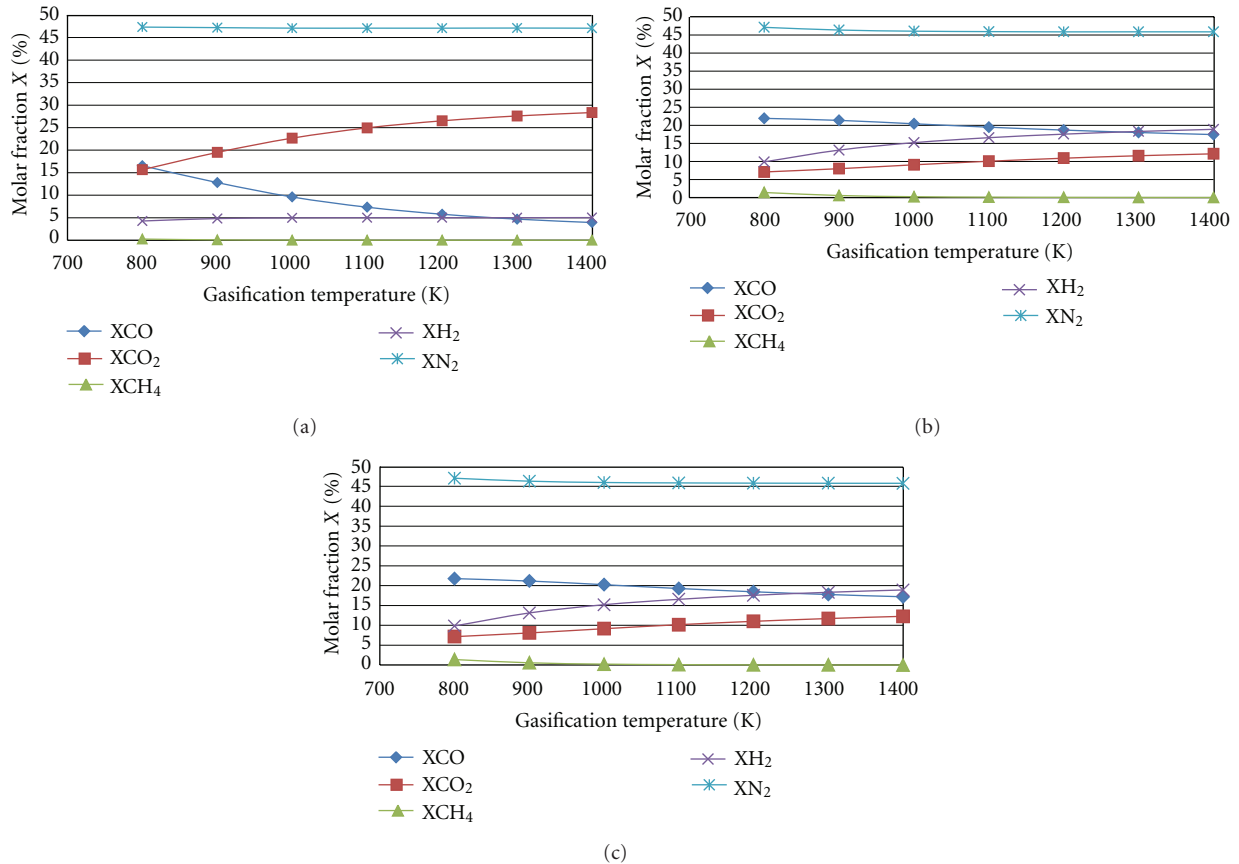 Molar fraction X (%)
50
45
40
35
30
25
20
15
10
5
0
700 800 900 1000 1100 1200 1300 1400
Gasification temperature (K)
XCO
XCO₂
XCH₄
XH₂
XN₂
(a)
Molar fraction X (%)
50
45
40
35
30
25
20
15
10
5
0
700 800 900 1000 1100 1200 1300 1400
Gasification temperature (K)
XCO
XCO₂
XCH₄
XH₂
XN₂
(b)
Molar fraction X (%)
50
45
40
35
30
25
20
15
10
5
0
700 800 900 1000 1100 1200 1300 1400
Gasification temperature (K)
XCO
XCO₂
XCH₄
XH₂
XN₂
(c)